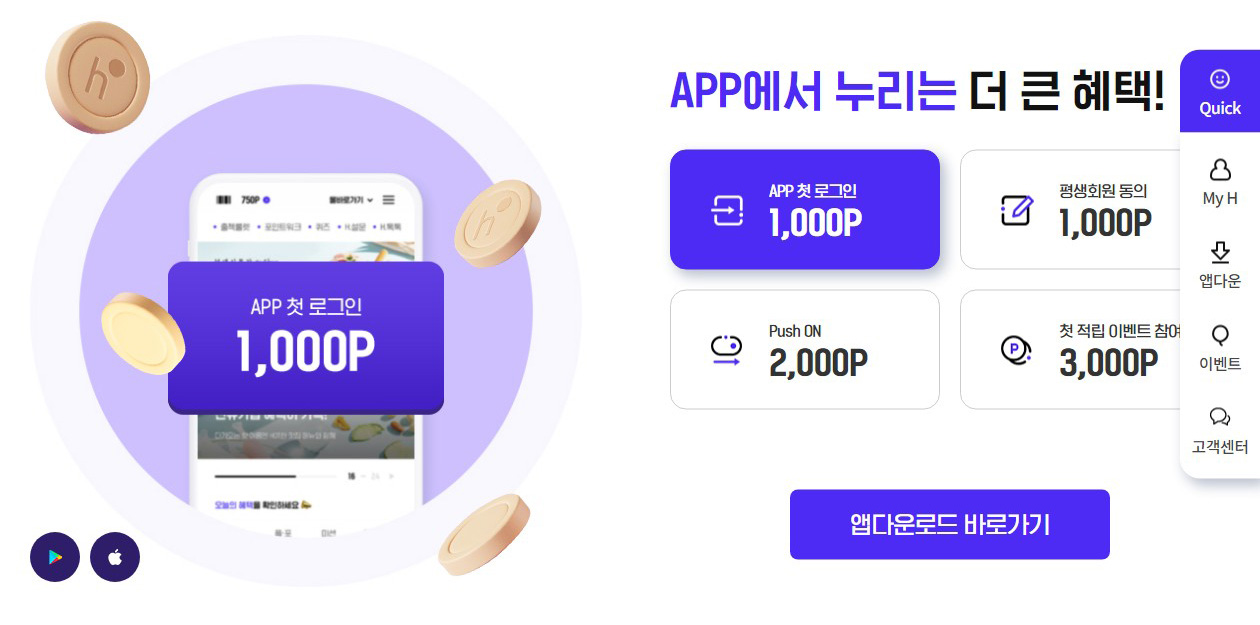 APP에서 누리는 더 큰 혜택!
APP 첫 로그인
1,000P
평생회원 동의
1,000P
Push ON
2,000P
첫 적립 이벤트 참여
3,000P
앱다운로드 바로가기
Quick
My H
앱다운
이벤트
고객센터
h
h
750P
몰바로가기
출첵룰렛
포인트워크
퀴즈
H.설문
H.톡톡
APP 첫 로그인
1,000P
16
24
오늘의 혜택을 확인하세요
미션